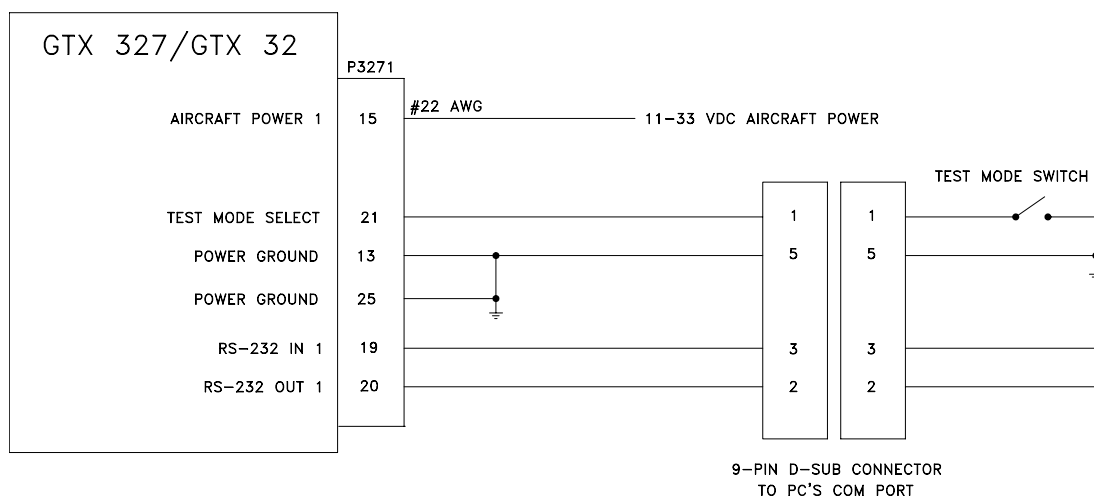 GTX 327/GTX 32
P3271
AIRCRAFT POWER 1 15 #22 AWG 11-33 VDC AIRCRAFT POWER
TEST MODE SWITCH
TEST MODE SELECT 21 1 1
POWER GROUND 13 5 5
POWER GROUND 25
RS-232 IN 1 19 3 3
RS-232 OUT 1 20 2 2
9-PIN D-SUB CONNECTOR
TO PC'S COM PORT